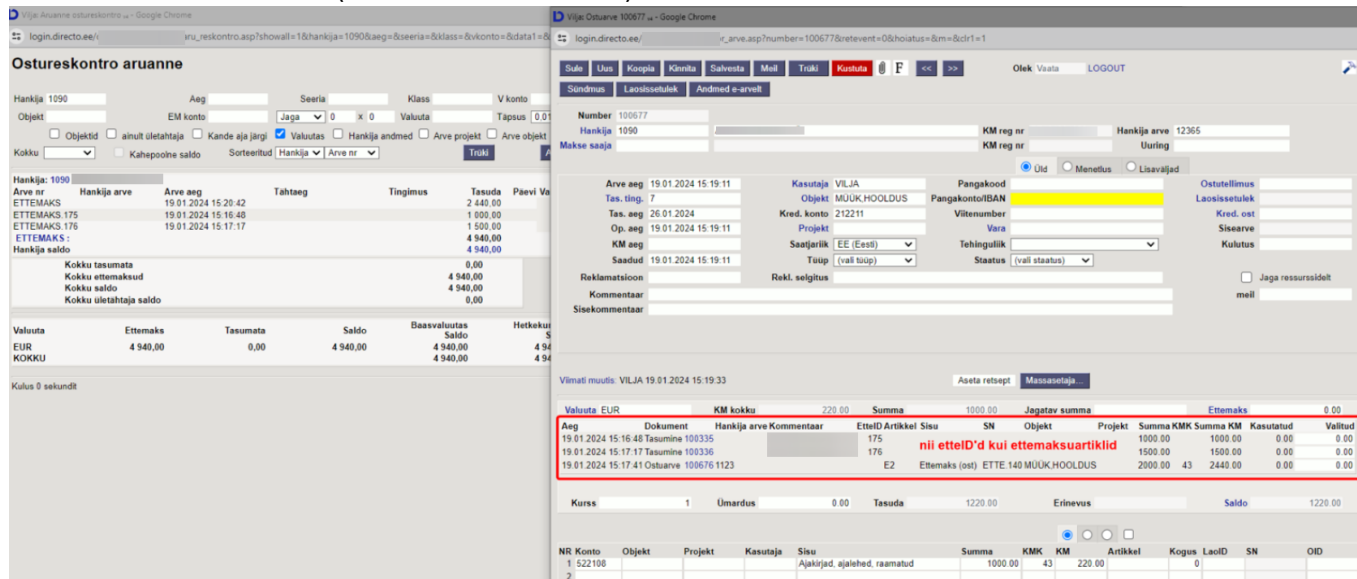 Vilja: Aruanne ostureskontro - Google Chrome
login.directo.ee/ aru_reskontro.asp?showall=1&hankija=1090&aeg=&seeria=&klass=&vkonto=&data1=&
Ostureskontro aruanne
Hankija 1090 Aeg Seeria Klass V konto
Objekt EM konto Jaga 0 x 0 Valuuta Täpsus 0.01
Objektid ainult ületähtaja Kande aja järgi Valuutas Hankija andmed Arve projekt Arve objekt
Kokku Kahepoolne saldo Sorteeritud Hankija Arve nr Trüki
Hankija: 1090
Arve nr Hankija arve Arve aeg Tähtaeg Tingimus Tasuda Päevi Va
ETTEMAKS 19.01.2024 15:20:42 2 440,00
ETTEMAKS.175 19.01.2024 15:16:48 1 000,00
ETTEMAKS.176 19.01.2024 15:17:17 1 500,00
ETTEMAKS : 4 940,00
Hankija saldo 4 940,00
Kokku tasumata 0,00
Kokku ettemaksud 4 940,00
Kokku saldo 4 940,00
Kokku ületähtaja saldo 0,00
Valuuta Ettemaks Tasumata Saldo Baasvaluutas Saldo Hetkekur
EUR 4 940,00 0,00 4 940,00 4 940,00 4 94
KOKKU 4 940,00 4 94
Kulus 0 sekundit
Vilja: Ostuarve 100677 - Google Chrome
login.directo.ee/ r_arve.asp?number=100677&retevent=0&hoiatus=&m=&clr1=1
Sule Uus Koopia Kinnita Salvesta Meil Trüki Kustuta F << >> Olek Vaata LOGOUT
Sündmus Laosissetulek Andmed e-arvelt
Number 100677
Hankija 1090 KM reg nr Hankija arve 12365
Makse saaja KM reg nr Uuring
Üld Menetlus Lisaväljad
Arve aeg 19.01.2024 15:19:11 Kasutaja VILJA Pangakood Ostutellimus
Tas. ting. 7 Objekt MÜÜK,HOOLDUS Pangakonto/IBAN Laosissetulek
Tas. aeg 26.01.2024 Kred. konto 212211 Viitenumber Kred. ost
Op. aeg 19.01.2024 15:19:11 Projekt Vara Sisearve
KM aeg Saatjariik EE (Eesti) Tehinguliik Kulutus
Saadud 19.01.2024 15:19:11 Tüüp (vali tüüp) Staatus (vali staatus)
Reklamatsioon Rekl. selgitus Jaga ressurssidelt
Kommentaar meil
Sisekommentaar
Viimati muutis: VILJA 19.01.2024 15:19:33 Aseta retsept Massasetaja...
Valuuta EUR KM kokku 220.00 Summa 1000.00 Jagatav summa Ettemaks 0.00
Aeg Dokument Hankija arve Kommentaar EtteID Artikkel Sisu SN Objekt Projekt Summa KMK Summa KM Kasutatud Valitud
19.01.2024 15:16:48 Tasumine 100335 175 1000.00 1000.00 0.00 0.00
nii etteID'd kui ettemaksuartiklid
19.01.2024 15:17:17 Tasumine 100336 176 1500.00 1500.00 0.00 0.00
19.01.2024 15:17:41 Ostuarve 100676 1123 E2 Ettemaks (ost) ETTE.140 MÜÜK,HOOLDUS 2000.00 43 2440.00 0.00 0.00
Kurss 1 Ümardus 0.00 Tasuda 1220.00 Erinevus Saldo 1220.00
NR Konto Objekt Projekt Kasutaja Sisu Summa KMK KM Artikkel Kogus LaoID SN OID
1 522108 Ajakirjad, ajalehed, raamatud 1000.00 43 220.00 0
2